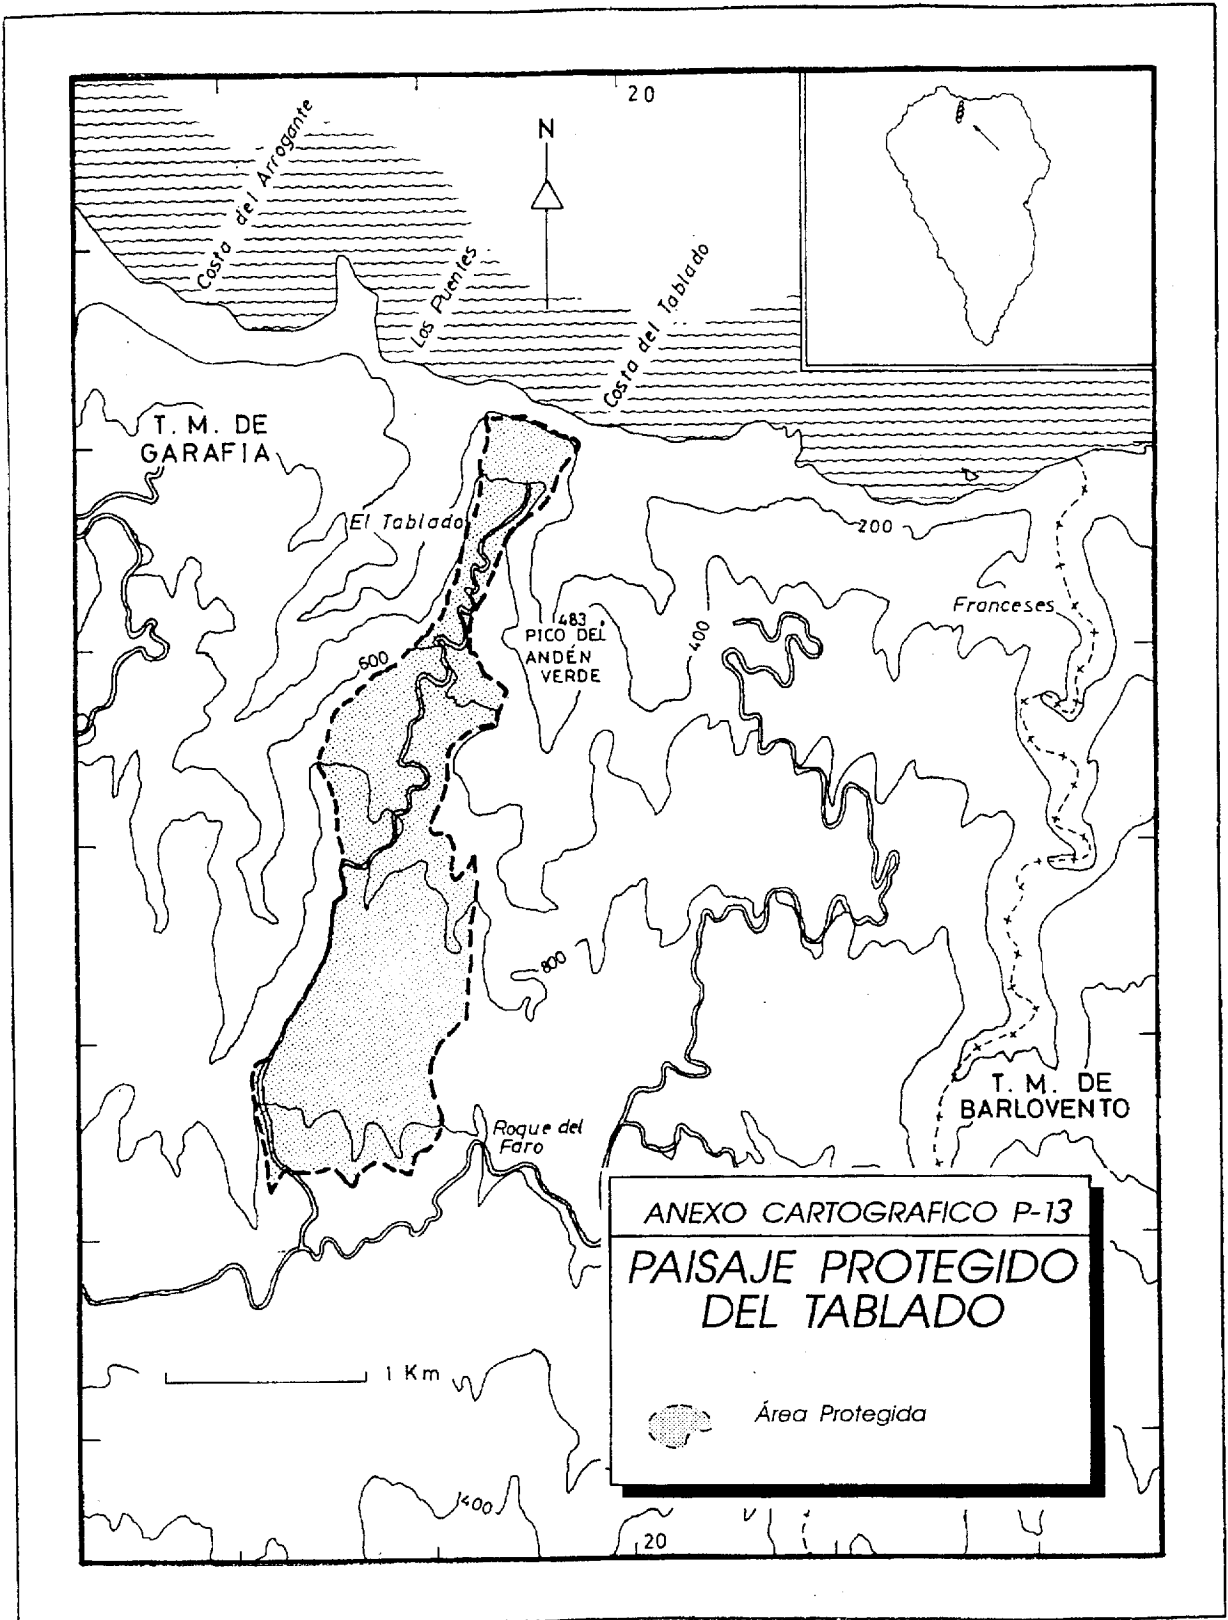 20
N
Costa del Arrogante
Los Puentes
Costa del Tablado
T. M. DE
GARAFIA
El Tablado
200
Franceses
483
PICO DEL
ANDÉN
VERDE
400
600
800
T. M. DE
BARLOVENTO
Roque del
Faro
ANEXO CARTOGRAFICO P-13
PAISAJE PROTEGIDO
DEL TABLADO
1 Km
Área Protegida
1400
20